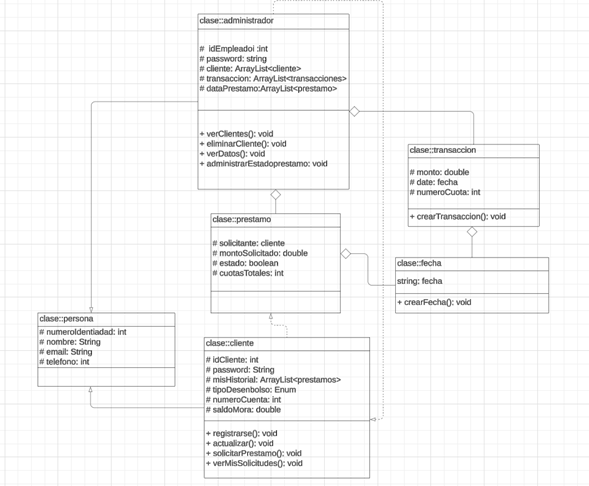 clase::administrador
# idEmpleadoi :int
# password: string
# cliente: ArrayList<cliente>
# transaccion: ArrayList<transacciones>
# dataPrestamo:ArrayList<prestamo>
+ verClientes(): void
+ eliminarCliente(): void
+ verDatos(): void
+ administrarEstadoprestamo: void
clase::transaccion
# monto: double
# date: fecha
# numeroCuota: int
+ crearTransaccion(): void
clase::prestamo
# solicitante: cliente
# montoSolicitado: double
# estado: boolean
# cuotasTotales: int
clase::fecha
string: fecha
+ crearFecha(): void
clase::persona
# numeroIdentiadad: int
# nombre: String
# email: String
# telefono: int
clase::cliente
# idCliente: int
# password: String
# misHistorial: ArrayList<prestamos>
# tipoDesenbolso: Enum
# numeroCuenta: int
# saldoMora: double
+ registrarse(): void
+ actualizar(): void
+ solicitarPrestamo(): void
+ verMisSolicitudes(): void